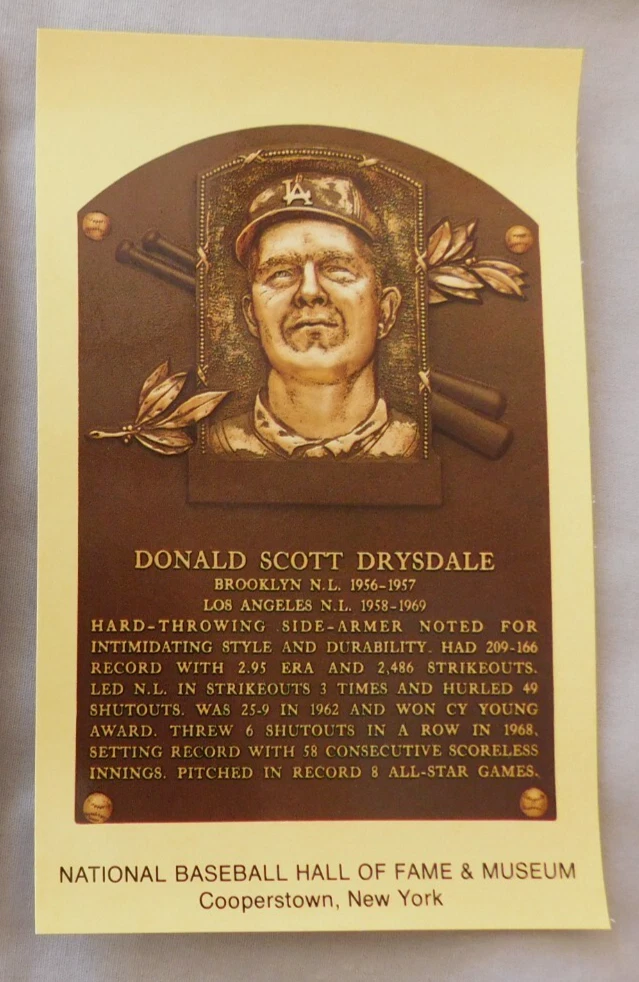 LA
DONALD SCOTT DRYSDALE
BROOKLYN N.L. 1956-1957
LOS ANGELES N.L. 1958-1969
HARD-THROWING SIDE-ARMER NOTED FOR
INTIMIDATING STYLE AND DURABILITY. HAD 209-166
RECORD WITH 2.95 ERA AND 2,486 STRIKEOUTS.
LED N.L. IN STRIKEOUTS 3 TIMES AND HURLED 49
SHUTOUTS. WAS 25-9 IN 1962 AND WON CY YOUNG
AWARD. THREW 6 SHUTOUTS IN A ROW IN 1968,
SETTING RECORD WITH 58 CONSECUTIVE SCORELESS
INNINGS. PITCHED IN RECORD 8 ALL-STAR GAMES.
NATIONAL BASEBALL HALL OF FAME & MUSEUM
Cooperstown, New York